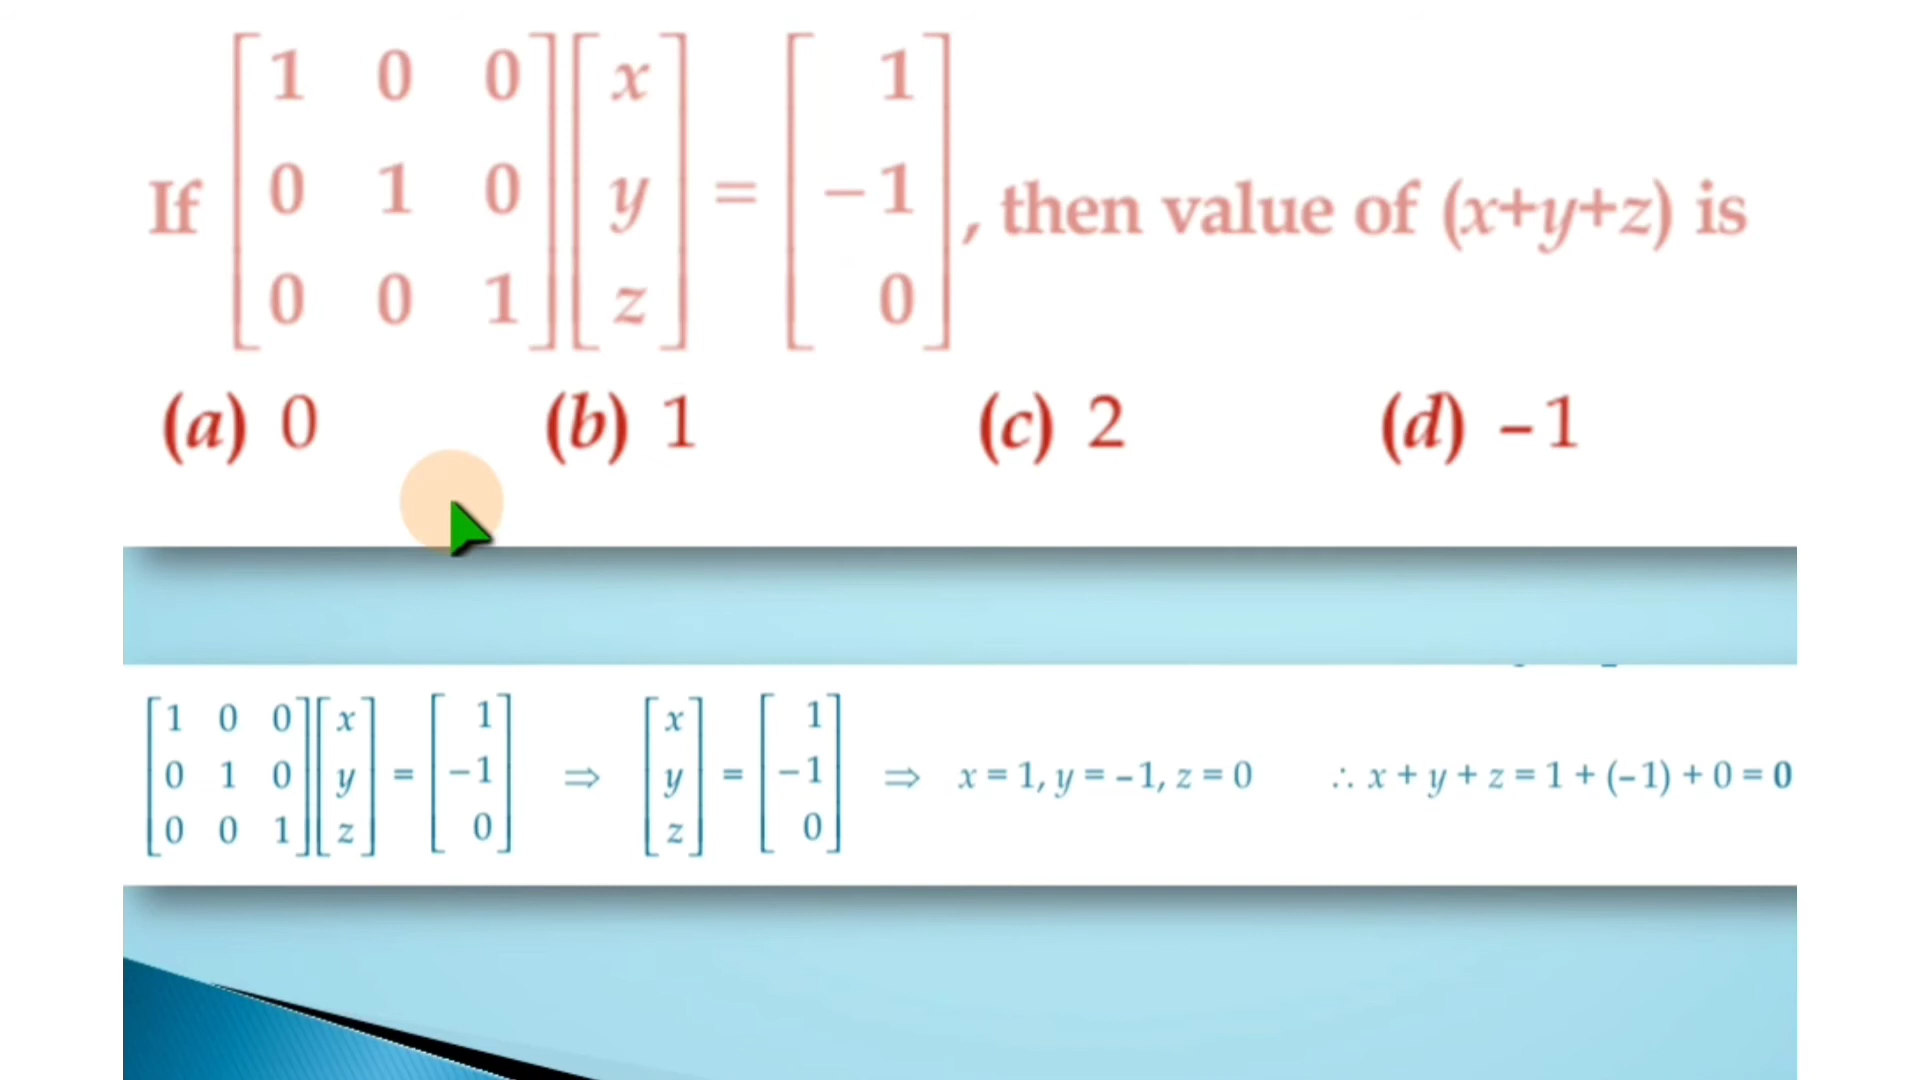 If [1 0 0; 0 1 0; 0 0 1] [x; y; z] = [1; −1; 0], then value of (x+y+z) is
(a) 0 (b) 1 (c) 2 (d) −1
[1 0 0; 0 1 0; 0 0 1] [x; y; z] = [1; −1; 0] ⇒ [x; y; z] = [1; −1; 0] ⇒ x = 1, y = −1, z = 0 ∴ x + y + z = 1 + (−1) + 0 = 0